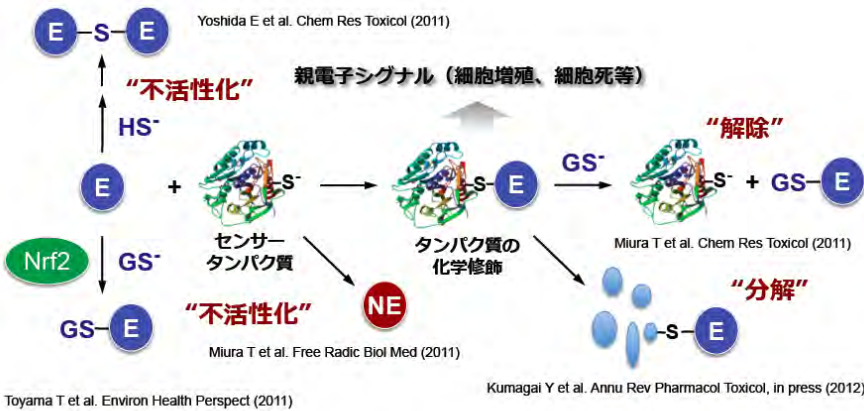 Yoshida E et al. Chem Res Toxicol (2011)
E S E
親電子シグナル（細胞増殖、細胞死等）
“不活性化”
HS-
“解除”
GS-
E + S- S E S- + GS E
センサー
タンパク質
タンパク質の
化学修飾
Miura T et al. Chem Res Toxicol (2011)
Nrf2 GS-
NE
“分解”
GS E
“不活性化”
S E
Miura T et al. Free Radic Biol Med (2011)
Kumagai Y et al. Annu Rev Pharmacol Toxicol, in press (2012)
Toyama T et al. Environ Health Perspect (2011)